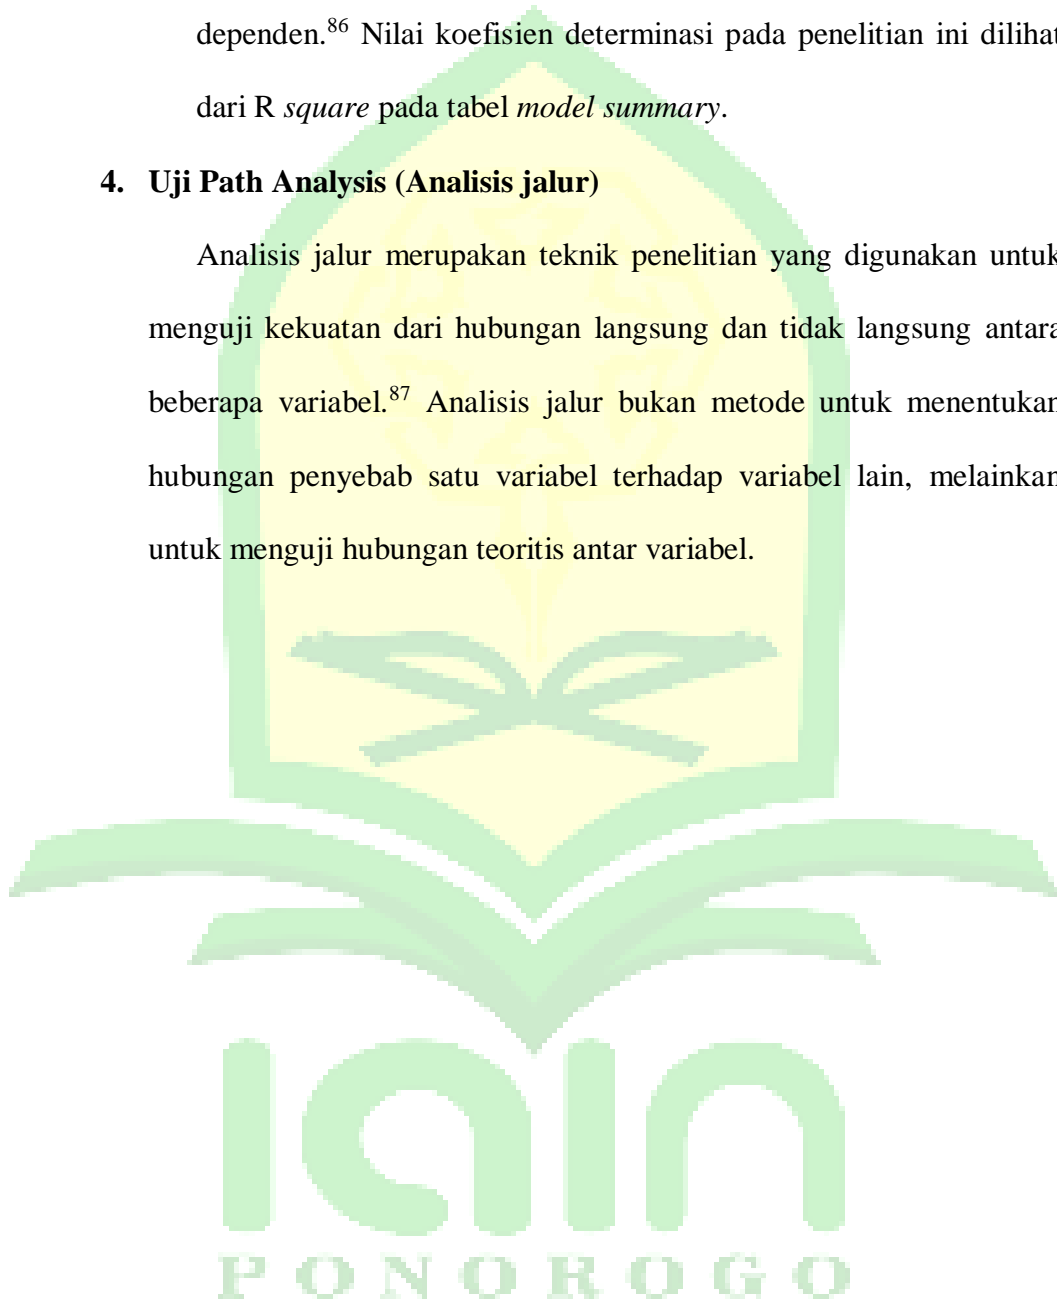 dependen.86 Nilai koefisien determinasi pada penelitian ini dilihat
dari R square pada tabel model summary.
4. Uji Path Analysis (Analisis jalur)
Analisis jalur merupakan teknik penelitian yang digunakan untuk
menguji kekuatan dari hubungan langsung dan tidak langsung antara
beberapa variabel.87 Analisis jalur bukan metode untuk menentukan
hubungan penyebab satu variabel terhadap variabel lain, melainkan
untuk menguji hubungan teoritis antar variabel.
iain
PONOROGO